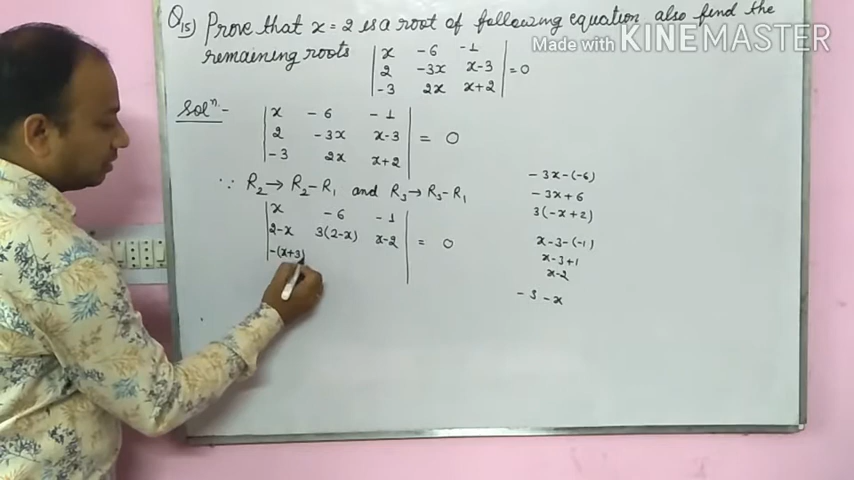 Q15) Prove that x = 2 is a root of following equation also find the
remaining roots | x -6 -1 |
| 2 -3x x-3 | = 0
| -3 2x x+2 |
Made with KINEMASTER
Solⁿ.-
| x -6 -1 |
| 2 -3x x-3 | = 0
| -3 2x x+2 |
∵ R₂ → R₂-R₁ and R₃ → R₃-R₁
| x -6 -1 |
| 2-x 3(2-x) x-2 | = 0
| -(x+3)
-3x-(-6)
-3x+6
3(-x+2)
x-3-(-1)
x-3+1
x-2
-3-x